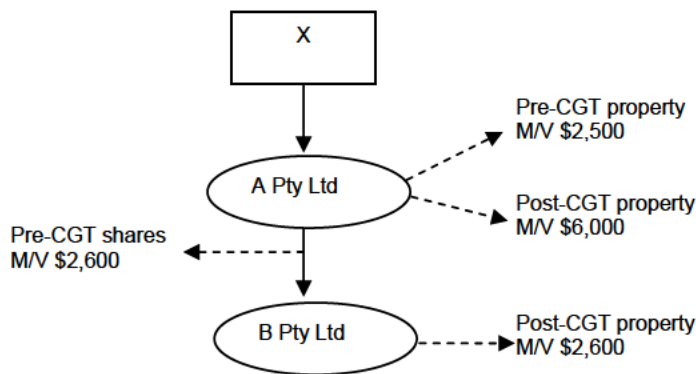 X
Pre-CGT property
M/V $2,500
A Pty Ltd
Post-CGT property
M/V $6,000
Pre-CGT shares
M/V $2,600
B Pty Ltd
Post-CGT property
M/V $2,600